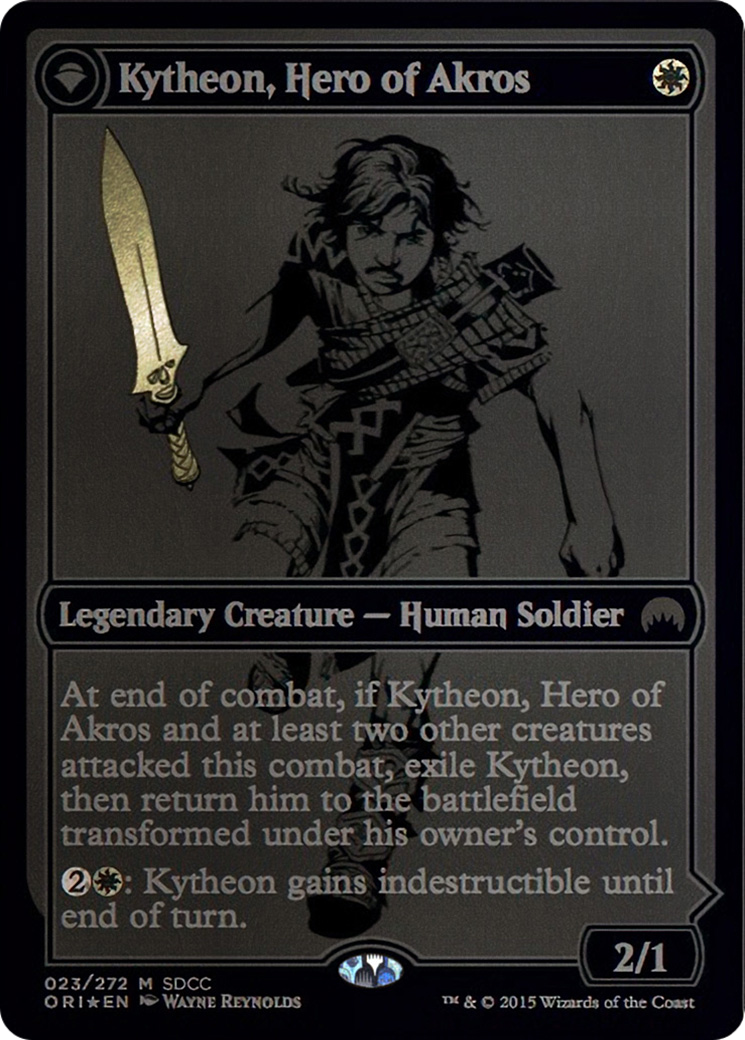 Kytheon, Hero of Akros
Legendary Creature — Human Soldier
At end of combat, if Kytheon, Hero of
Akros and at least two other creatures
attacked this combat, exile Kytheon,
then return him to the battlefield
transformed under his owner's control.
2: Kytheon gains indestructible until
end of turn.
2/1
023/272 M SDCC
ORI★EN Wayne Reynolds
™ & © 2015 Wizards of the Coast